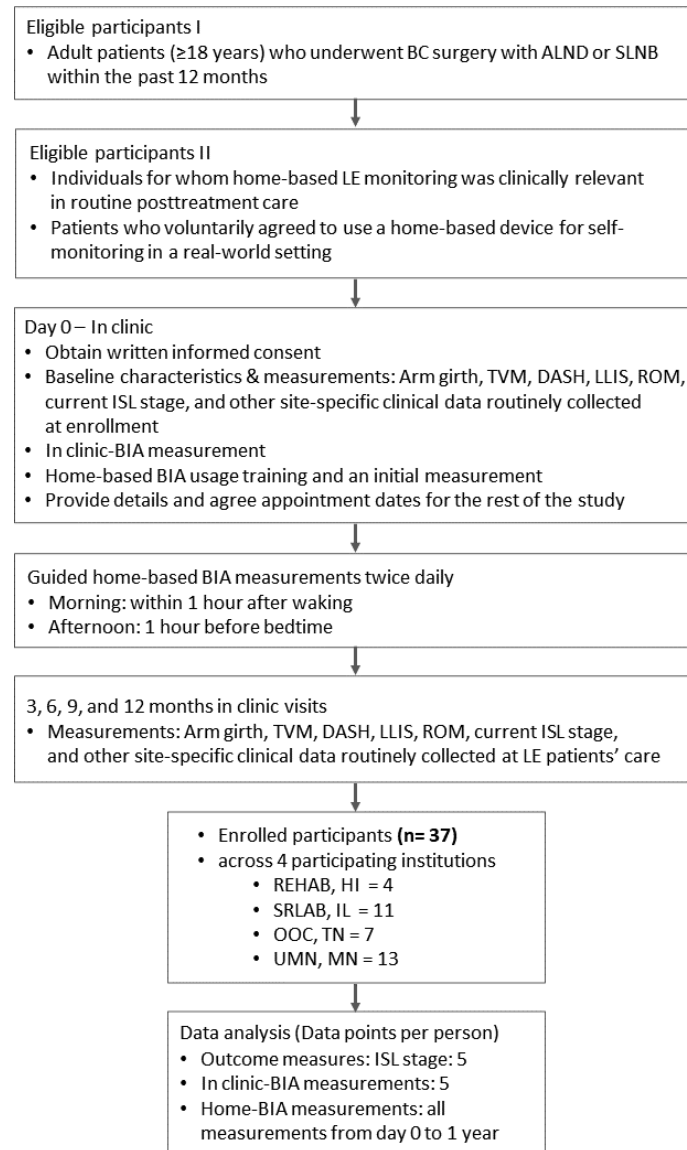 Eligible participants I
• Adult patients (≥18 years) who underwent BC surgery with ALND or SLNB
within the past 12 months
Eligible participants II
• Individuals for whom home-based LE monitoring was clinically relevant
in routine posttreatment care
• Patients who voluntarily agreed to use a home-based device for self-
monitoring in a real-world setting
Day 0 – In clinic
• Obtain written informed consent
• Baseline characteristics & measurements: Arm girth, TVM, DASH, LLIS, ROM,
current ISL stage, and other site-specific clinical data routinely collected
at enrollment
• In clinic-BIA measurement
• Home-based BIA usage training and an initial measurement
• Provide details and agree appointment dates for the rest of the study
Guided home-based BIA measurements twice daily
• Morning: within 1 hour after waking
• Afternoon: 1 hour before bedtime
3, 6, 9, and 12 months in clinic visits
• Measurements: Arm girth, TVM, DASH, LLIS, ROM, current ISL stage,
and other site-specific clinical data routinely collected at LE patients' care
• Enrolled participants (n= 37)
• across 4 participating institutions
• REHAB, HI = 4
• SRLAB, IL = 11
• OOC, TN = 7
• UMN, MN = 13
Data analysis (Data points per person)
• Outcome measures: ISL stage: 5
• In clinic-BIA measurements: 5
• Home-BIA measurements: all
measurements from day 0 to 1 year